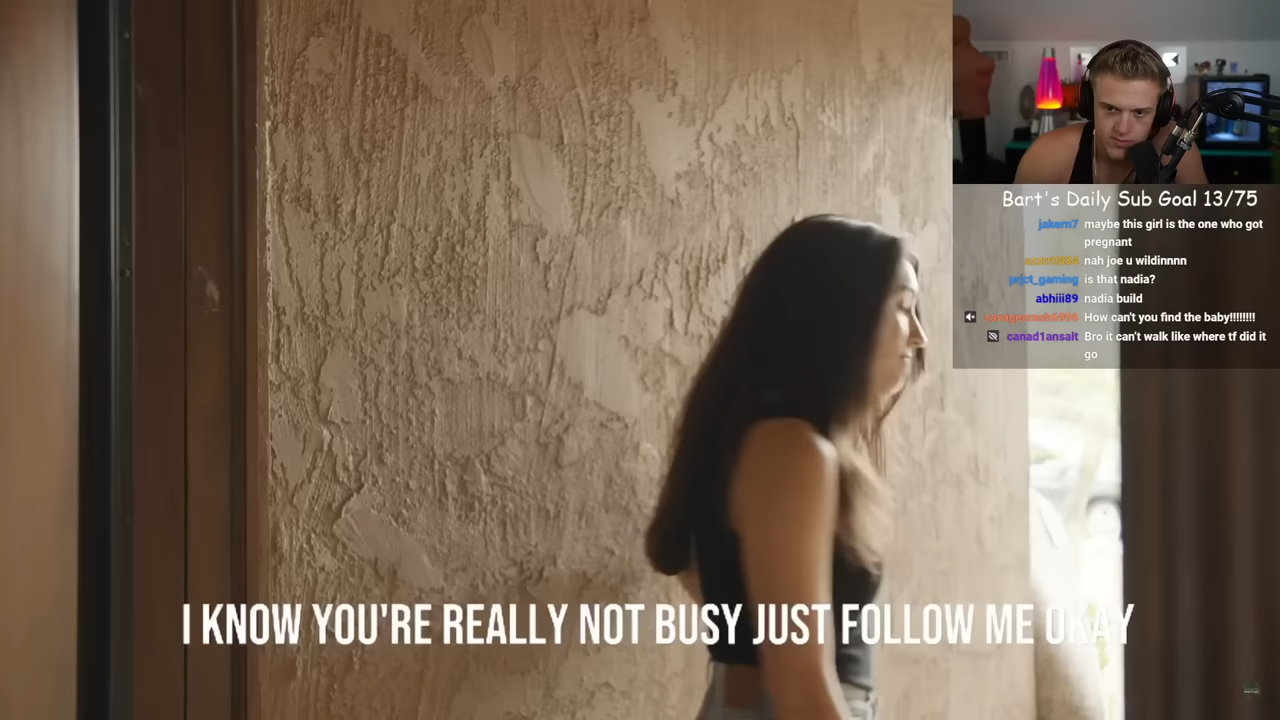 Bart's Daily Sub Goal 13/75
jakern7 maybe this girl is the one who got
pregnant
nah joe u wildinnnn
prjct_gaming is that nadia?
abhiii89 nadia build
How can't you find the baby!!!!!!!!
canad1ansalt Bro it can't walk like where tf did it
go
I KNOW YOU'RE REALLY NOT BUSY JUST FOLLOW ME OKAY